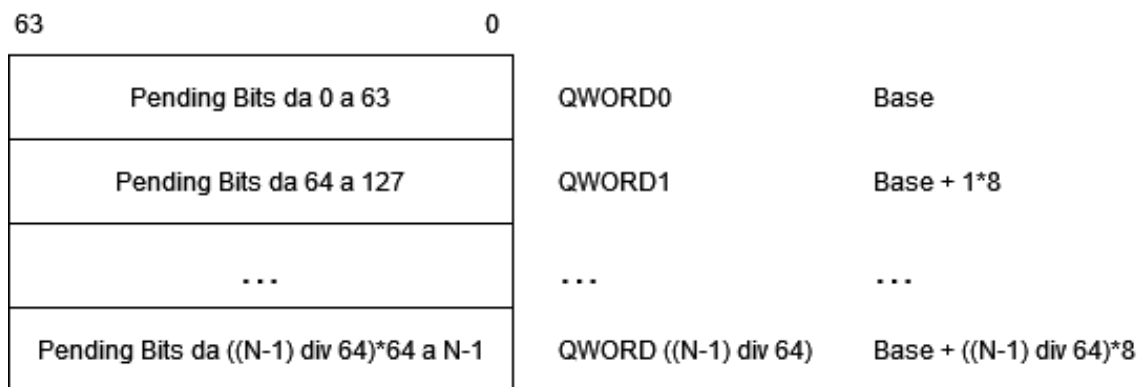 63 0
Pending Bits da 0 a 63 QWORD0 Base
Pending Bits da 64 a 127 QWORD1 Base + 1*8
... ... ...
Pending Bits da ((N-1) div 64)*64 a N-1 QWORD ((N-1) div 64) Base + ((N-1) div 64)*8